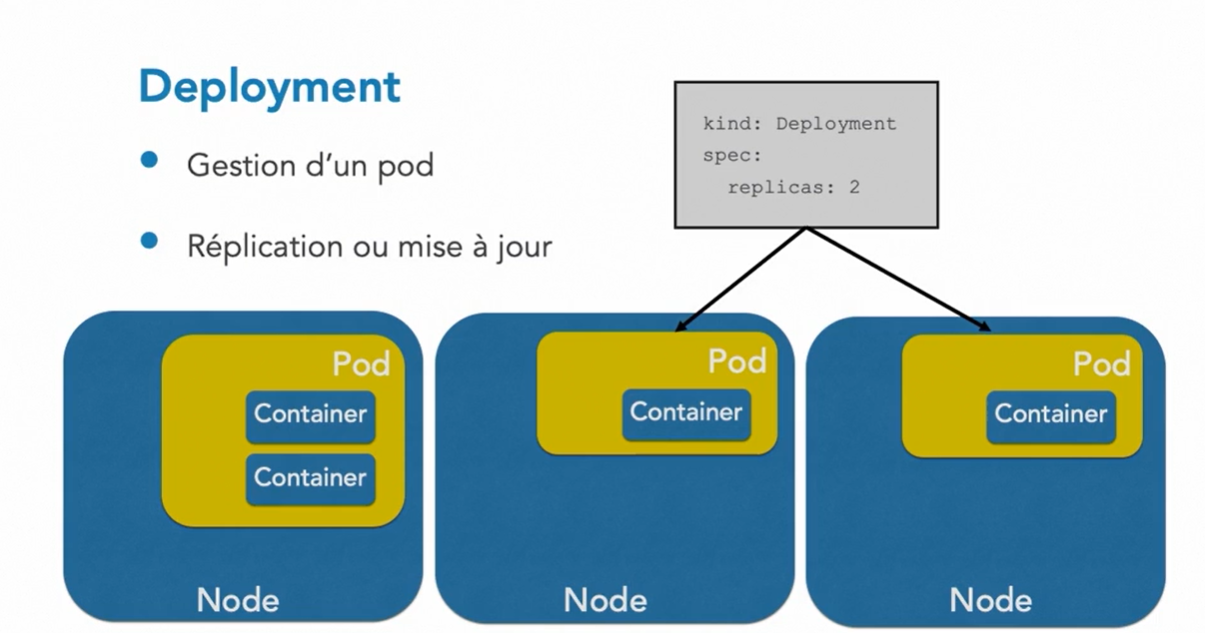 Deployment
Gestion d'un pod
Réplication ou mise à jour
kind: Deployment
spec:
  replicas: 2
Pod
Container
Container
Node
Pod
Container
Node
Pod
Container
Node